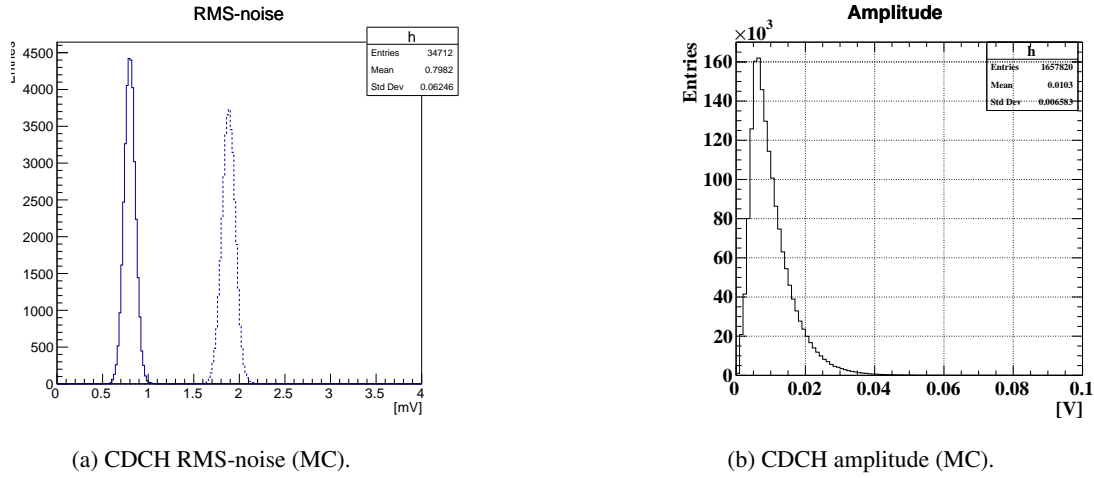 RMS-noise
h
Entries 34712
Mean 0.7982
Std Dev 0.06246
Entries
4500
4000
3500
3000
2500
2000
1500
1000
500
0
0 0.5 1 1.5 2 2.5 3 3.5 4
[mV]
(a) CDCH RMS-noise (MC).
Amplitude
×10³
h
Entries 1657820
Mean 0.0103
Std Dev 0.006583
Entries
160
140
120
100
80
60
40
20
0
0 0.02 0.04 0.06 0.08 0.1
[V]
(b) CDCH amplitude (MC).